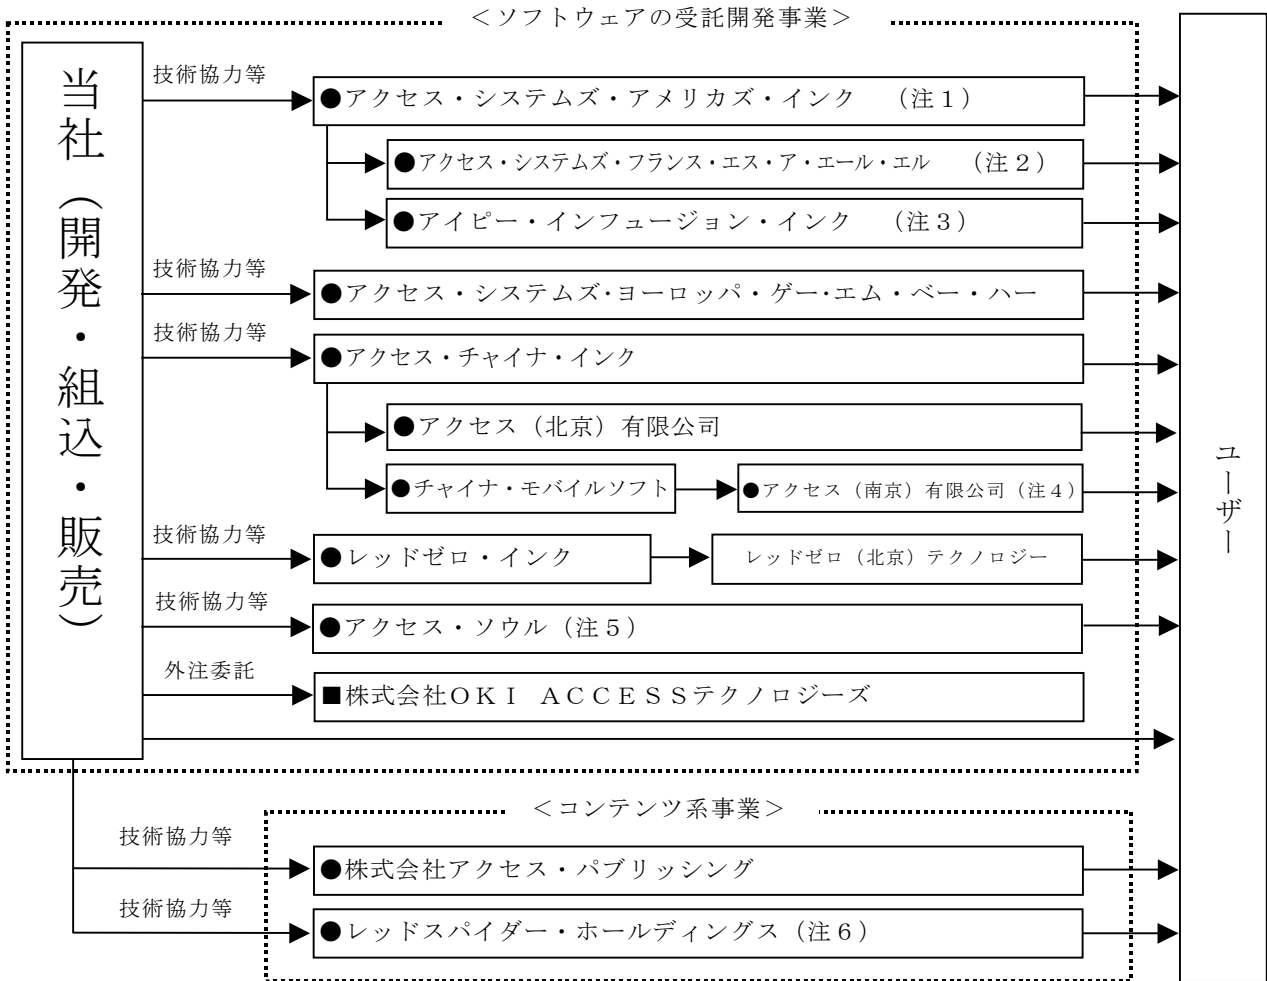 ＜ソフトウェアの受託開発事業＞
当社（開発・組込・販売）
技術協力等
●アクセス・システムズ・アメリカズ・インク　（注１）
●アクセス・システムズ・フランス・エス・ア・エール・エル　（注２）
●アイピー・インフュージョン・インク　（注３）
技術協力等
●アクセス・システムズ・ヨーロッパ・ゲー・エム・ベー・ハー
技術協力等
●アクセス・チャイナ・インク
●アクセス（北京）有限公司
●チャイナ・モバイルソフト
●アクセス（南京）有限公司（注４）
技術協力等
●レッドゼロ・インク
レッドゼロ（北京）テクノロジー
技術協力等
●アクセス・ソウル（注５）
外注委託
■株式会社ＯＫＩ　ＡＣＣＥＳＳテクノロジーズ
ユーザー
＜コンテンツ系事業＞
技術協力等
●株式会社アクセス・パブリッシング
技術協力等
●レッドスパイダー・ホールディングス（注６）